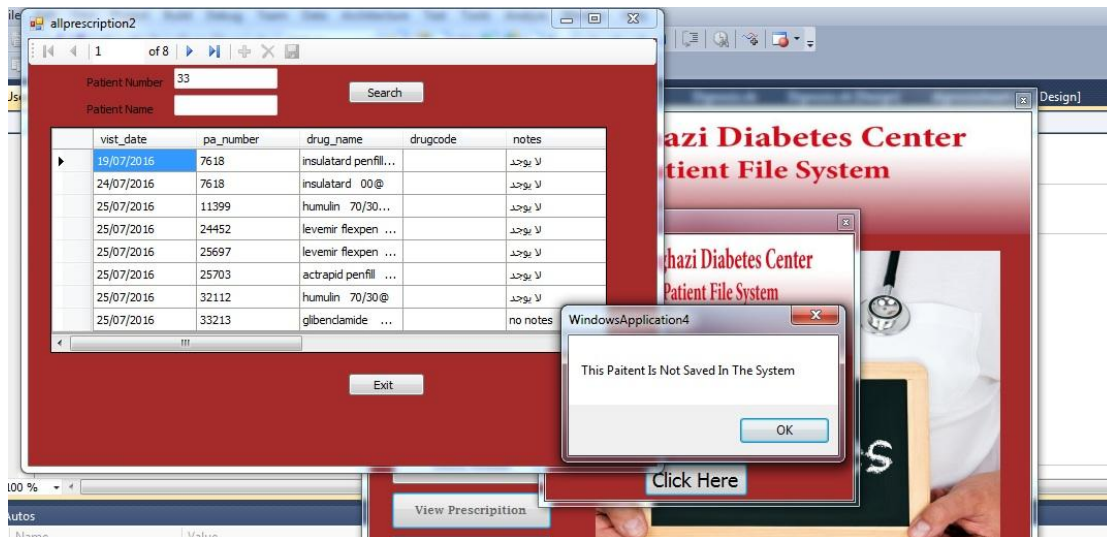 allprescription2
1 of 8
Patient Number 33
Search
Patient Name
vist_date pa_number drug_name drugcode notes
19/07/2016 7618 insulatard penfill... لا يوجد
24/07/2016 7618 insulatard 00@ لا يوجد
25/07/2016 11399 humulin 70/30... لا يوجد
25/07/2016 24452 levemir flexpen ... لا يوجد
25/07/2016 25697 levemir flexpen ... لا يوجد
25/07/2016 25703 actrapid penfill ... لا يوجد
25/07/2016 32112 humulin 70/30@ لا يوجد
25/07/2016 33213 glibenclamide ... no notes
Exit
Design]
azi Diabetes Center
tient File System
hazi Diabetes Center
Patient File System
WindowsApplication4
This Paitent Is Not Saved In The System
OK
S
Click Here
View Prescripition
100 %
Autos
Name Value